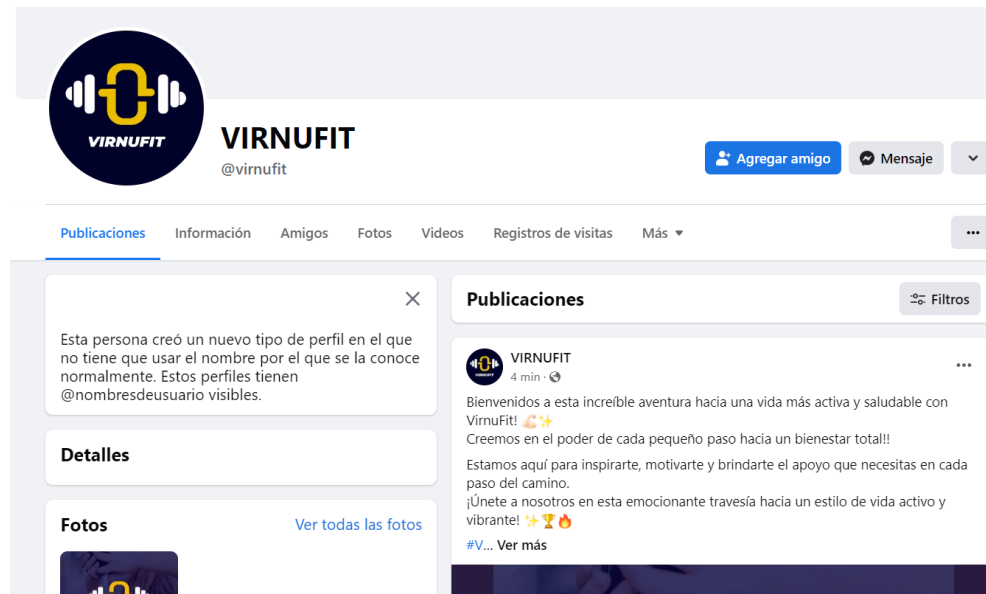 VIRNUFIT
VIRNUFIT
@virnufit
Agregar amigo
Mensaje
Publicaciones
Información
Amigos
Fotos
Videos
Registros de visitas
Más
Esta persona creó un nuevo tipo de perfil en el que
no tiene que usar el nombre por el que se la conoce
normalmente. Estos perfiles tienen
@nombresdeusuario visibles.
Detalles
Fotos
Ver todas las fotos
Publicaciones
Filtros
VIRNUFIT
4 min ·
Bienvenidos a esta increíble aventura hacia una vida más activa y saludable con
VirnuFit! 💪🏻✨
Creemos en el poder de cada pequeño paso hacia un bienestar total!!
Estamos aquí para inspirarte, motivarte y brindarte el apoyo que necesitas en cada
paso del camino.
¡Únete a nosotros en esta emocionante travesía hacia un estilo de vida activo y
vibrante! ✨🏆🔥
#V... Ver más